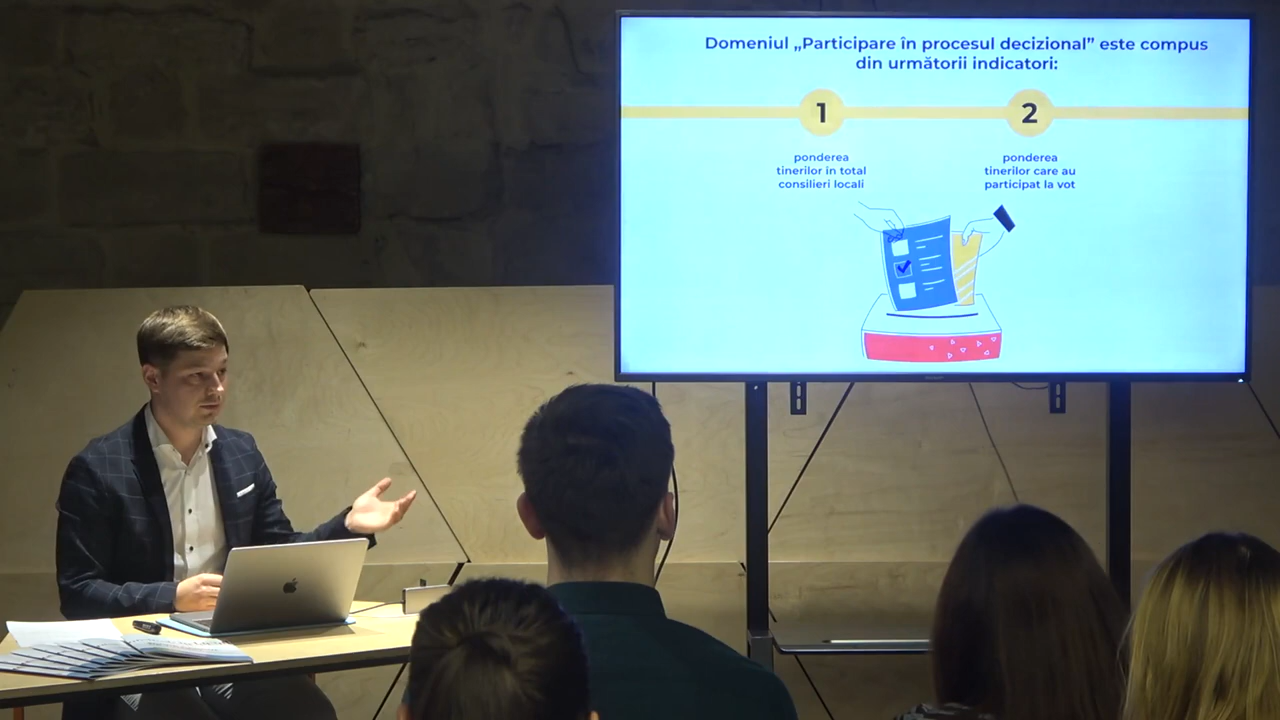 Domeniul „Participare în procesul decizional” este compus
din următorii indicatori:
1
2
ponderea
tinerilor in total
consilieri locali
ponderea
tinerilor care au
participat la vot